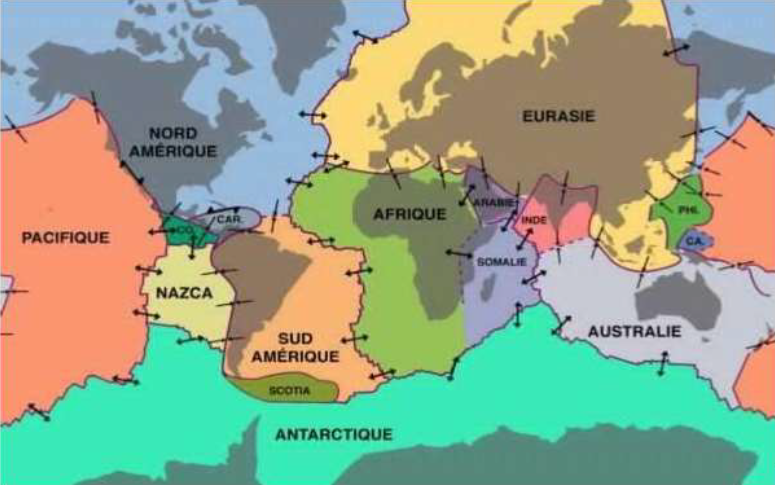 EURASIE
NORD
AMÉRIQUE
ARABIE
CAR.
AFRIQUE
INDE
PHI.
CO.
PACIFIQUE
CA.
SOMALIE
NAZCA
AUSTRALIE
SUD
AMÉRIQUE
SCOTIA
ANTARCTIQUE